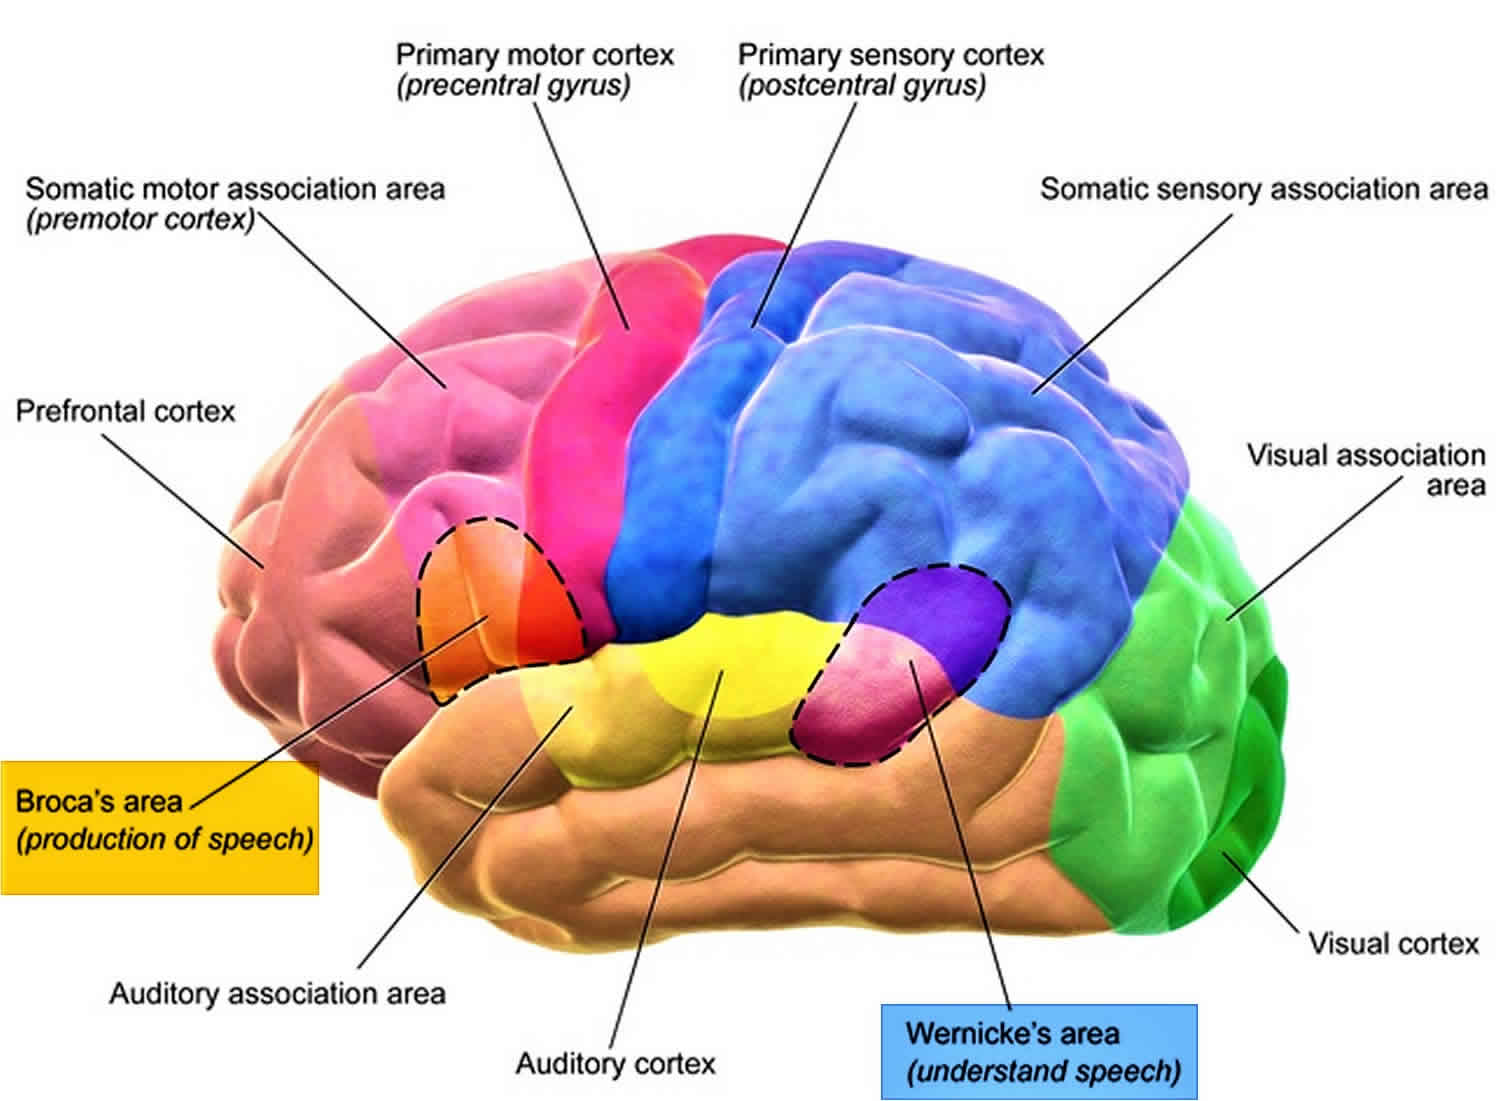 Primary motor cortex
(precentral gyrus)
Primary sensory cortex
(postcentral gyrus)
Somatic motor association area
(premotor cortex)
Somatic sensory association area
Prefrontal cortex
Visual association
area
Broca's area
(production of speech)
Visual cortex
Auditory association area
Auditory cortex
Wernicke's area
(understand speech)